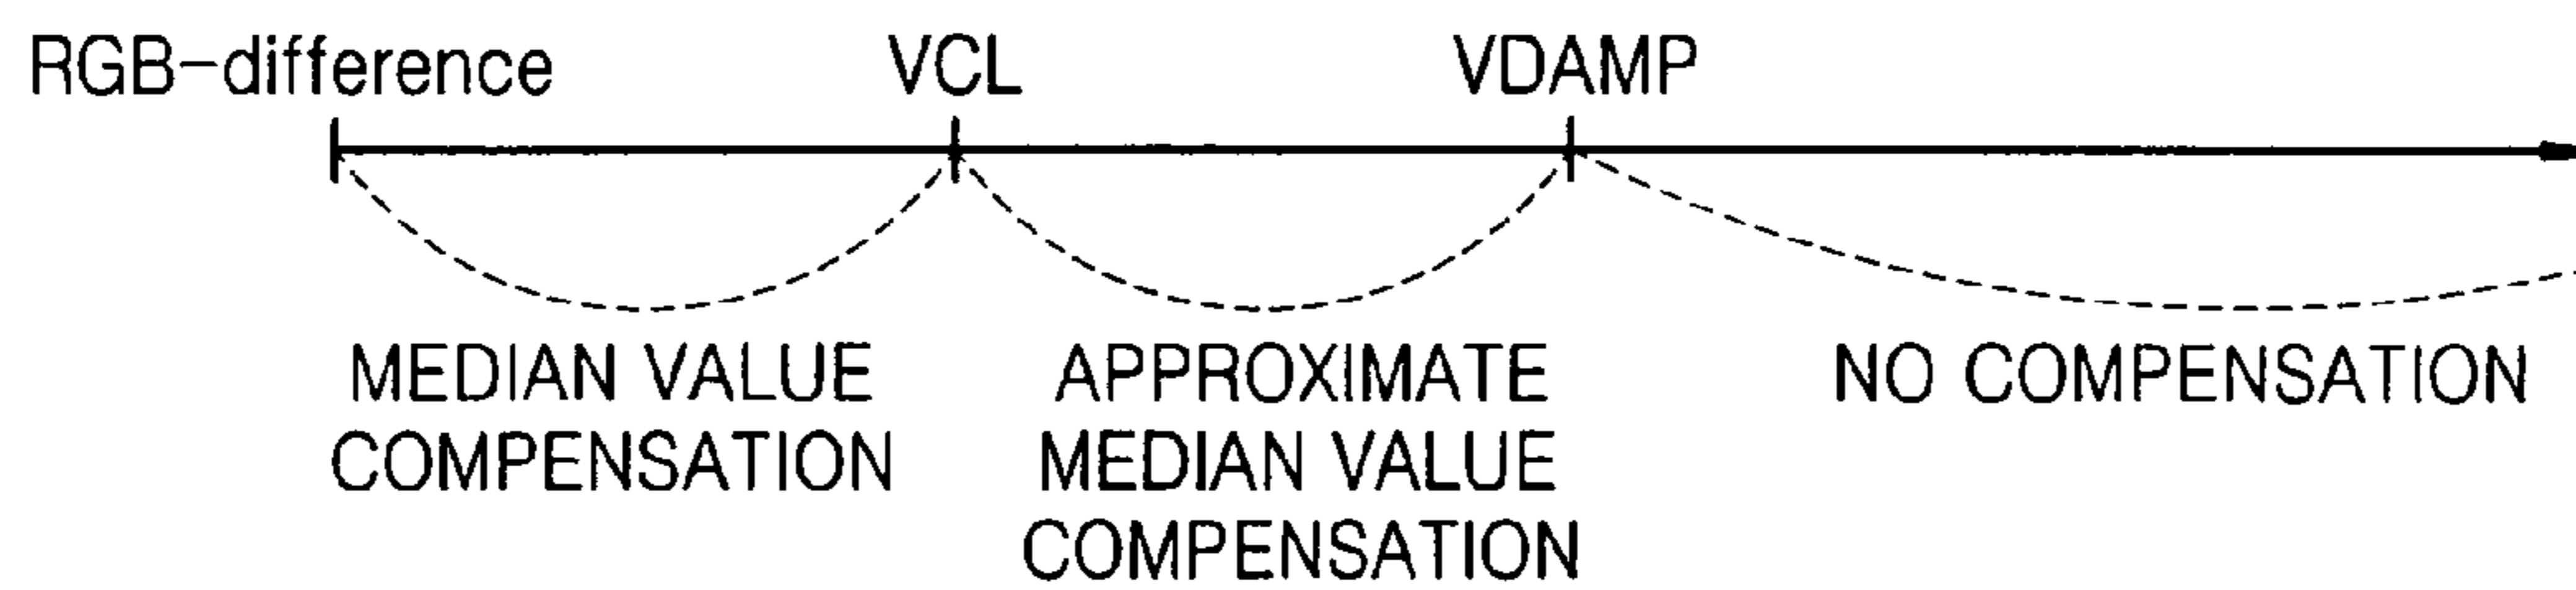 RGB-difference VCL VDAMP
MEDIAN VALUE
COMPENSATION
APPROXIMATE
MEDIAN VALUE
COMPENSATION
NO COMPENSATION